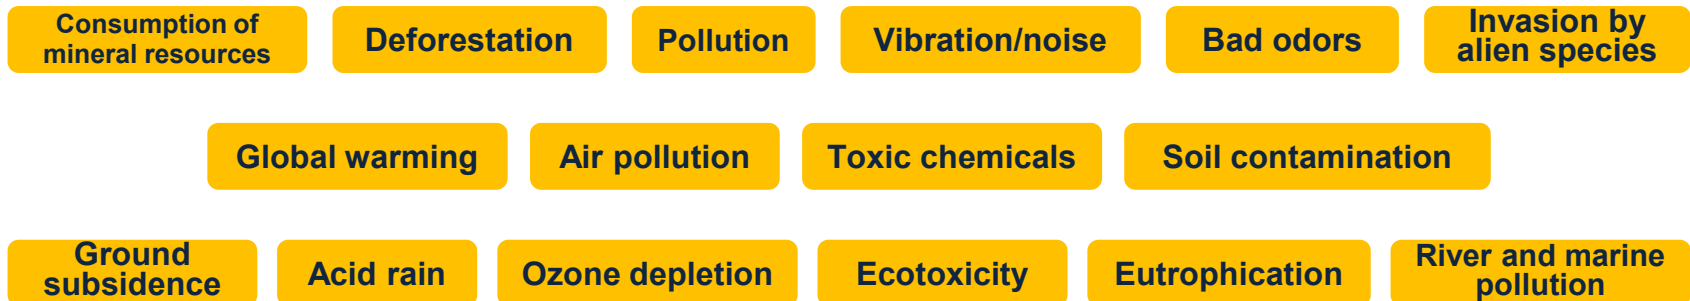 Consumption of
mineral resources
Deforestation
Pollution
Vibration/noise
Bad odors
Invasion by
alien species
Global warming
Air pollution
Toxic chemicals
Soil contamination
Ground
subsidence
Acid rain
Ozone depletion
Ecotoxicity
Eutrophication
River and marine
pollution